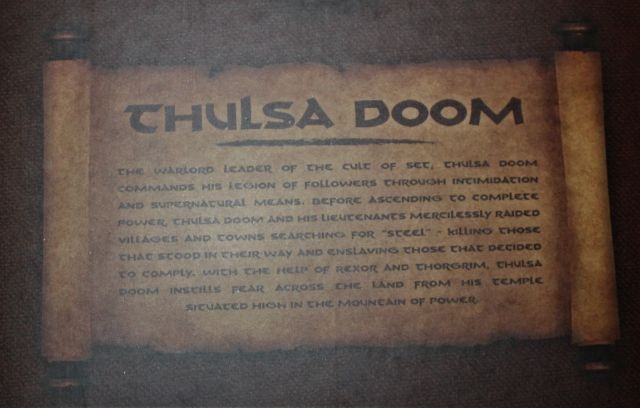 THULSA DOOM
THE WARLORD LEADER OF THE CULT OF SET, THULSA DOOM
COMMANDS HIS LEGION OF FOLLOWERS THROUGH INTIMIDATION
AND SUPERNATURAL MEANS. BEFORE ASCENDING TO COMPLETE
POWER, THULSA DOOM AND HIS LIEUTENANTS MERCILESSLY RAIDED
VILLAGES AND TOWNS SEARCHING FOR "STEEL" - KILLING THOSE
THAT STOOD IN THEIR WAY AND ENSLAVING THOSE THAT DECIDED
TO COMPLY. WITH THE HELP OF REXOR AND THORGRIM, THULSA
DOOM INSTILLS FEAR ACROSS THE LAND FROM HIS TEMPLE
SITUATED HIGH IN THE MOUNTAIN OF POWER.